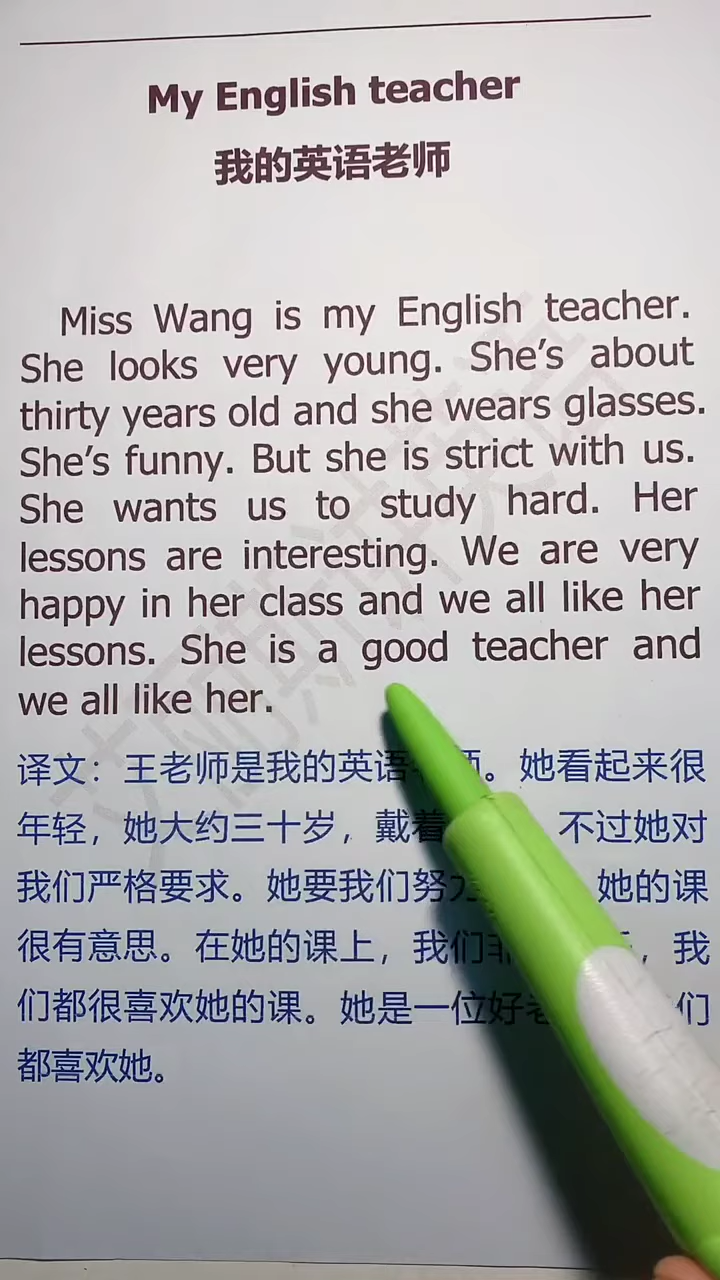 My English teacher
我的英语老师
Miss Wang is my English teacher.
She looks very young. She's about
thirty years old and she wears glasses.
She's funny. But she is strict with us.
She wants us to study hard. Her
lessons are interesting. We are very
happy in her class and we all like her
lessons. She is a good teacher and
we all like her.
译文：王老师是我的英语老师。她看起来很
年轻，她大约三十岁，戴着 不过她对
我们严格要求。她要我们努力 她的课
很有意思。在她的课上，我们非 ，我
们都很喜欢她的课。她是一位好老 们
都喜欢她。